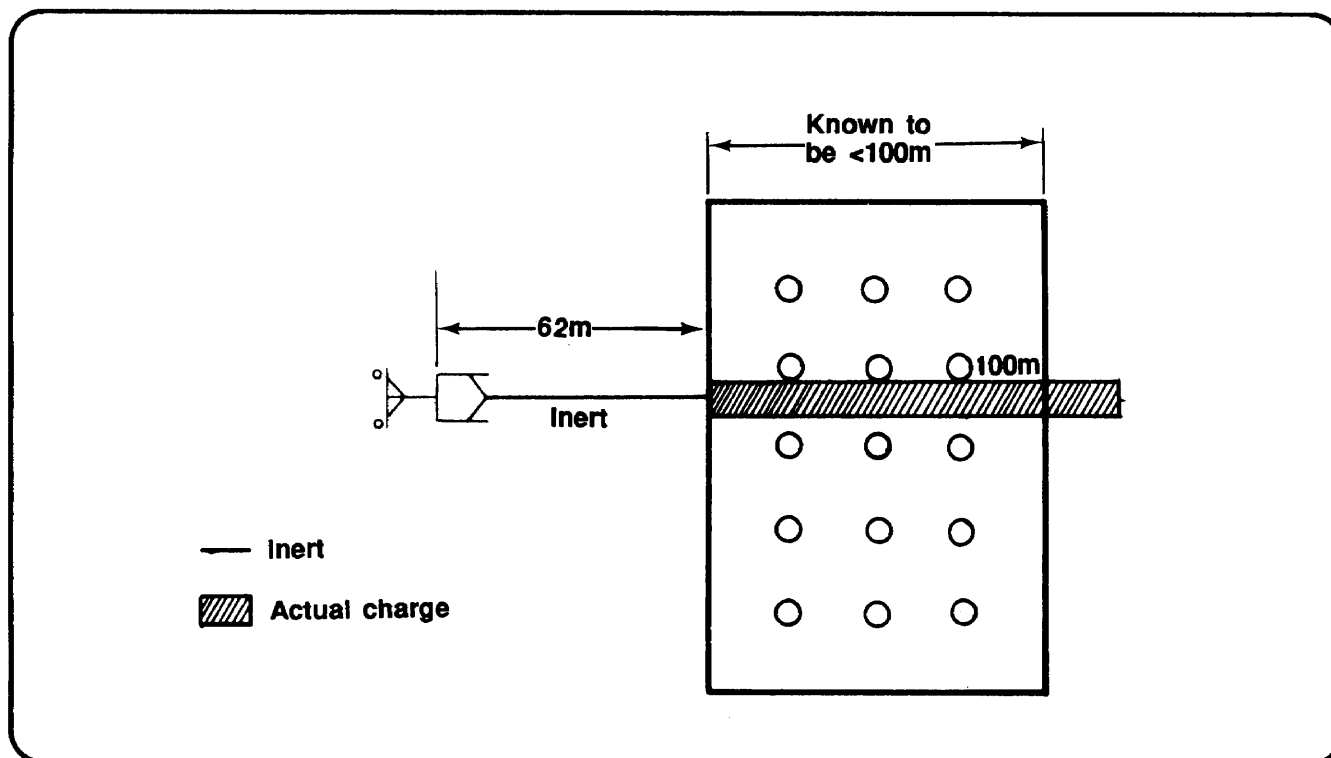 Known to
be <100m
62m
100m
Inert
Inert
Actual charge